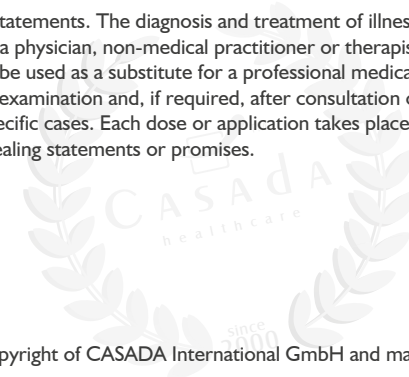 statements. The diagnosis and treatment of illnes
a physician, non-medical practitioner or therapis
be used as a substitute for a professional medica
examination and, if required, after consultation
ecific cases. Each dose or application takes place
ealing statements or promises.
CASADA
healthcare
since
2000
pyright of CASADA International GmbH and ma